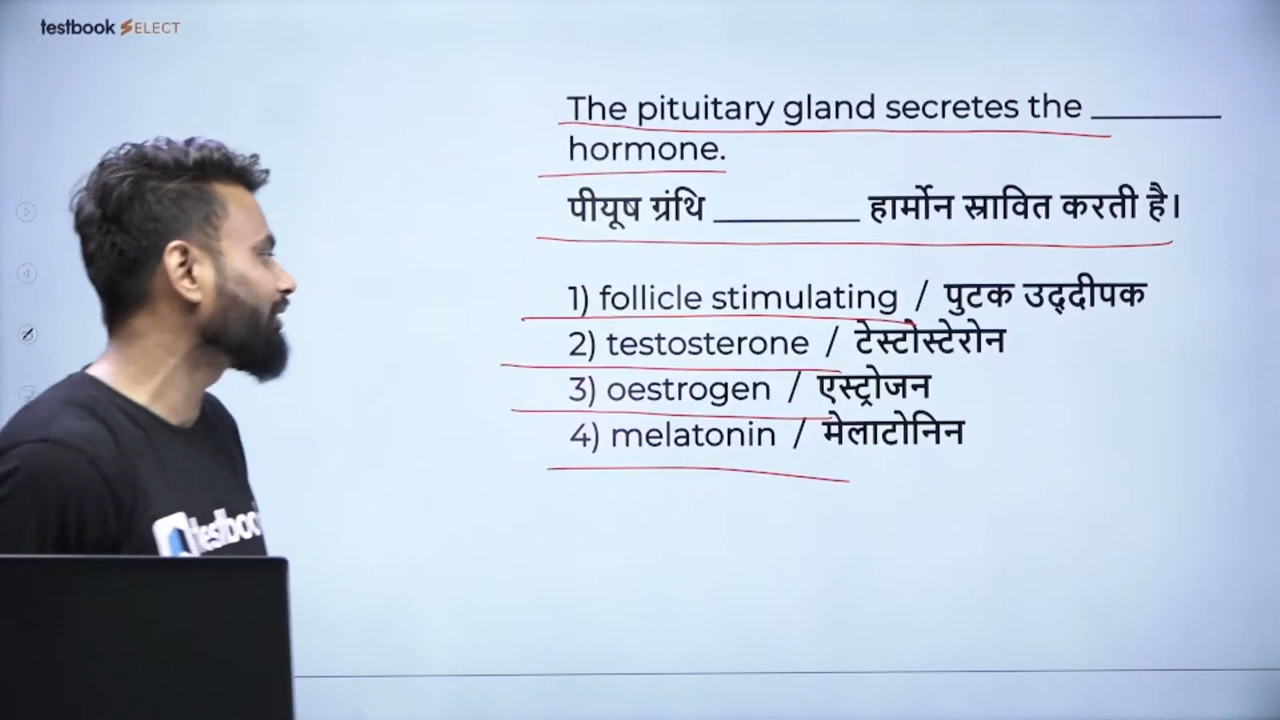 testbook SELECT
The pituitary gland secretes the ________
hormone.
पीयूष ग्रंथि ________ हार्मोन स्रावित करती है।
1) follicle stimulating / पुटक उद्दीपक
2) testosterone / टेस्टोस्टेरोन
3) oestrogen / एस्ट्रोजन
4) melatonin / मेलाटोनिन
testbook